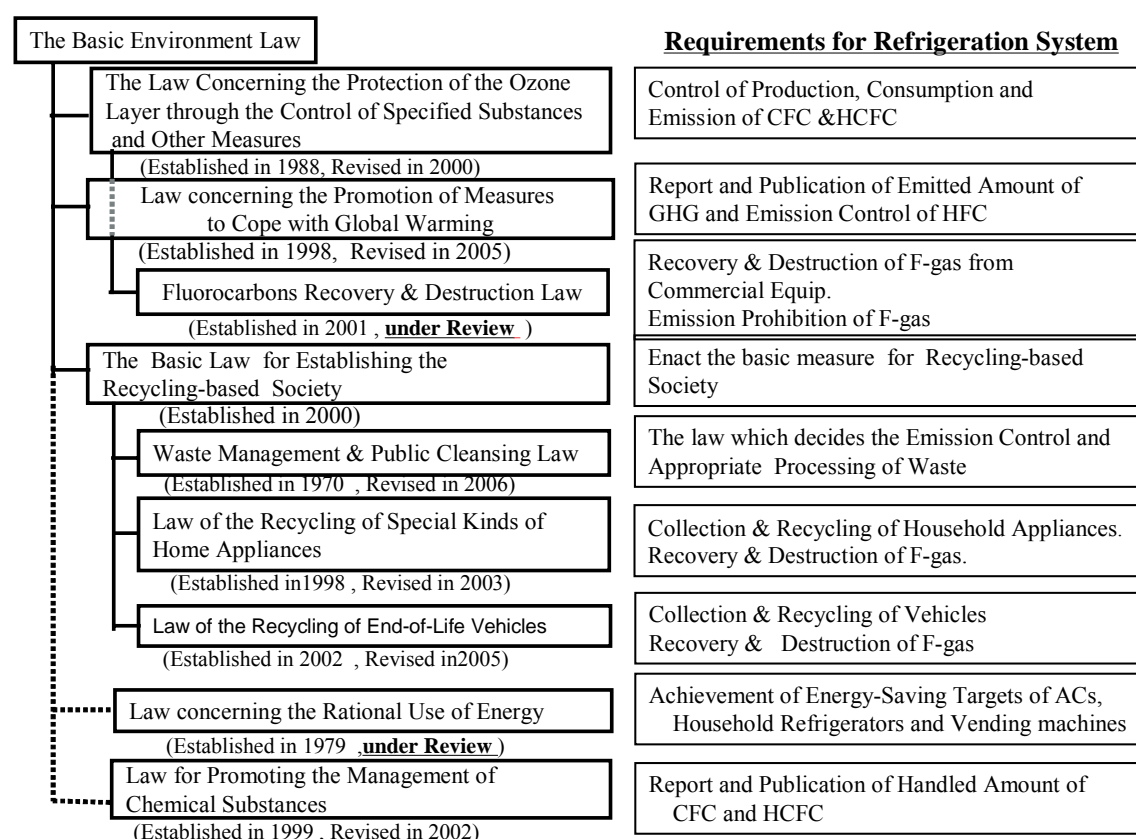 The Basic Environment Law
Requirements for Refrigeration System
The Law Concerning the Protection of the Ozone
Layer through the Control of Specified Substances
and Other Measures
(Established in 1988, Revised in 2000)
Control of Production, Consumption and
Emission of CFC &HCFC
Law concerning the Promotion of Measures
to Cope with Global Warming
(Established in 1998, Revised in 2005)
Report and Publication of Emitted Amount of
GHG and Emission Control of HFC
Fluorocarbons Recovery & Destruction Law
(Established in 2001 , under Review )
Recovery & Destruction of F-gas from
Commercial Equip.
Emission Prohibition of F-gas
The Basic Law for Establishing the
Recycling-based Society
(Established in 2000)
Enact the basic measure for Recycling-based
Society
Waste Management & Public Cleansing Law
(Established in 1970 , Revised in 2006)
The law which decides the Emission Control and
Appropriate Processing of Waste
Law of the Recycling of Special Kinds of
Home Appliances
(Established in1998 , Revised in 2003)
Collection & Recycling of Household Appliances.
Recovery & Destruction of F-gas.
Law of the Recycling of End-of-Life Vehicles
(Established in 2002 , Revised in2005)
Collection & Recycling of Vehicles
Recovery & Destruction of F-gas
Law concerning the Rational Use of Energy
(Established in 1979 ,under Review )
Achievement of Energy-Saving Targets of ACs,
Household Refrigerators and Vending machines
Law for Promoting the Management of
Chemical Substances
(Established in 1999 , Revised in 2002)
Report and Publication of Handled Amount of
CFC and HCFC